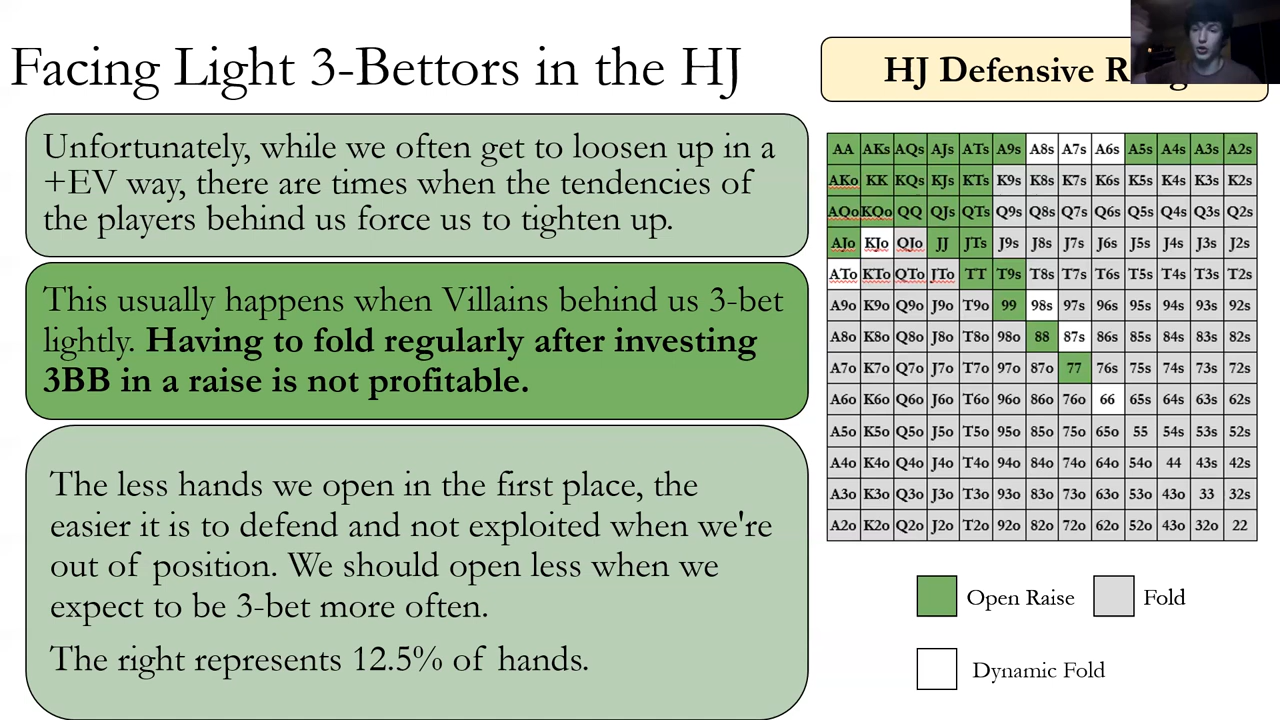 Facing Light 3-Bettors in the HJ
HJ Defensive
Unfortunately, while we often get to loosen up in a
+EV way, there are times when the tendencies of
the players behind us force us to tighten up.
This usually happens when Villains behind us 3-bet
lightly. Having to fold regularly after investing
3BB in a raise is not profitable.
The less hands we open in the first place, the
easier it is to defend and not exploited when we're
out of position. We should open less when we
expect to be 3-bet more often.
The right represents 12.5% of hands.
AA AKs AQs AJs ATs A9s A8s A7s A6s A5s A4s A3s A2s
AKo KK KQs KJs KTs K9s K8s K7s K6s K5s K4s K3s K2s
AQo KQo QQ QJs QTs Q9s Q8s Q7s Q6s Q5s Q4s Q3s Q2s
AJo KJo QJo JJ JTs J9s J8s J7s J6s J5s J4s J3s J2s
ATo KTo QTo JTo TT T9s T8s T7s T6s T5s T4s T3s T2s
A9o K9o Q9o J9o T9o 99 98s 97s 96s 95s 94s 93s 92s
A8o K8o Q8o J8o T8o 98o 88 87s 86s 85s 84s 83s 82s
A7o K7o Q7o J7o T7o 97o 87o 77 76s 75s 74s 73s 72s
A6o K6o Q6o J6o T6o 96o 86o 76o 66 65s 64s 63s 62s
A5o K5o Q5o J5o T5o 95o 85o 75o 65o 55 54s 53s 52s
A4o K4o Q4o J4o T4o 94o 84o 74o 64o 54o 44 43s 42s
A3o K3o Q3o J3o T3o 93o 83o 73o 63o 53o 43o 33 32s
A2o K2o Q2o J2o T2o 92o 82o 72o 62o 52o 43o 32o 22
Open Raise
Fold
Dynamic Fold